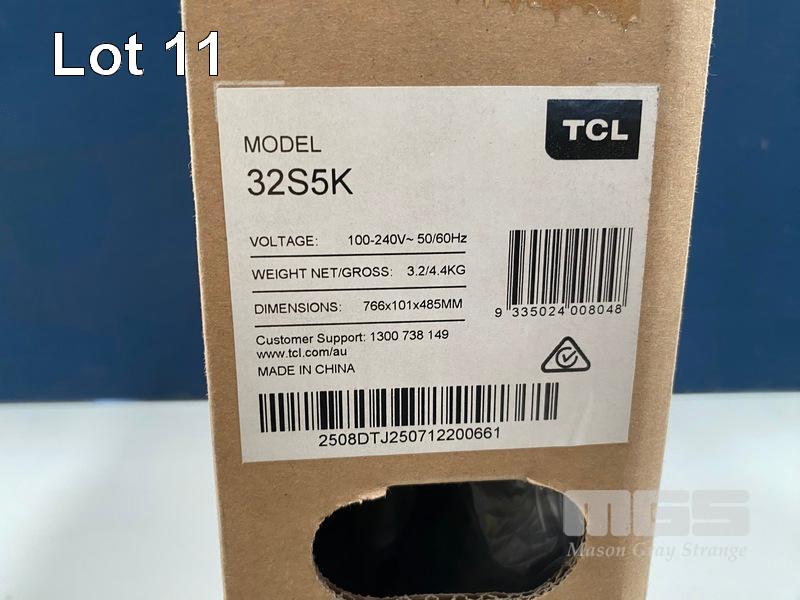 Lot 11
TCL
MODEL
32S5K
VOLTAGE: 100-240V~ 50/60Hz
WEIGHT NET/GROSS: 3.2/4.4KG
DIMENSIONS: 766x101x485MM
9 335024 008048
Customer Support: 1300 738 149
www.tcl.com/au
MADE IN CHINA
2508DTJ250712200661
MGS
Mason Gray Strange